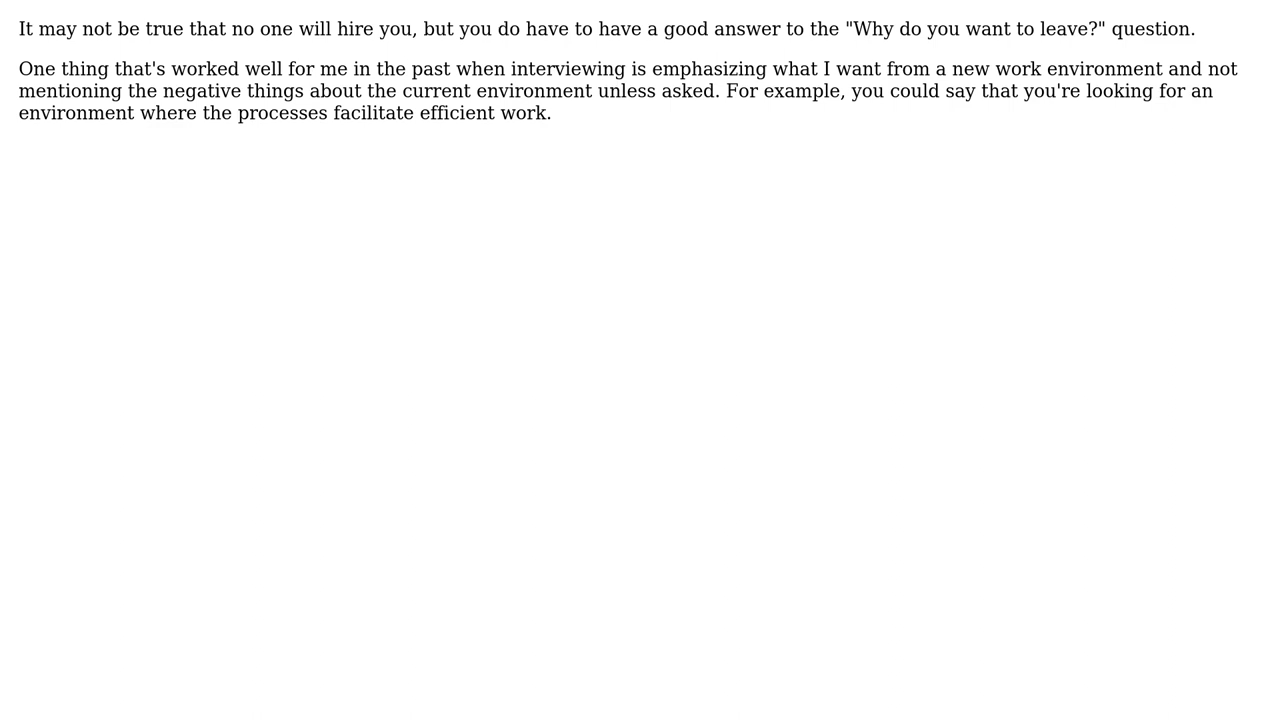 It may not be true that no one will hire you, but you do have to have a good answer to the "Why do you want to leave?" question.
One thing that's worked well for me in the past when interviewing is emphasizing what I want from a new work environment and not
mentioning the negative things about the current environment unless asked. For example, you could say that you're looking for an
environment where the processes facilitate efficient work.